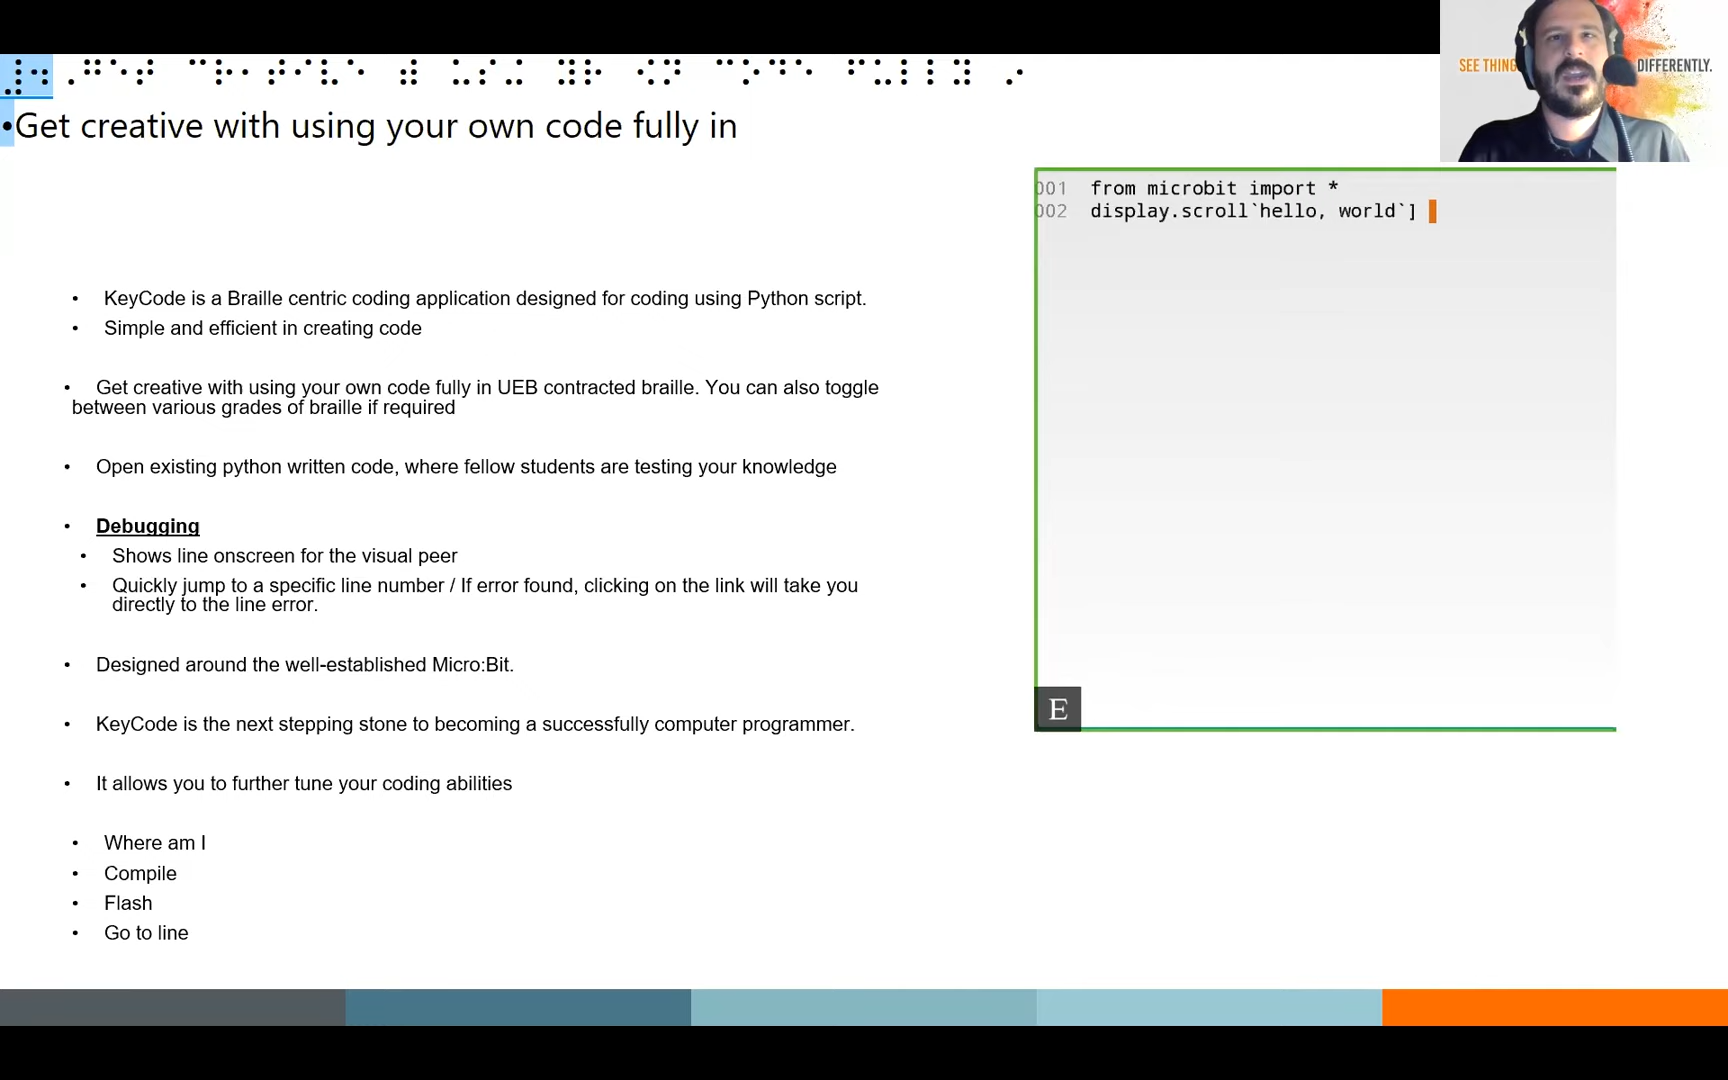 ⣸⠲ ⠠⠛⠑⠞ ⠉⠗⠂⠞⠊⠧⠑ ⠾ ⠥⠎⠬ ⠽⠗ ⠪⠝ ⠉⠕⠙⠑ ⠋⠥⠇⠇⠽ ⠔
•Get creative with using your own code fully in
SEE THING DIFFERENTLY.
001 from microbit import *
002 display.scroll`hello, world`]
E
• KeyCode is a Braille centric coding application designed for coding using Python script.
• Simple and efficient in creating code
• Get creative with using your own code fully in UEB contracted braille. You can also toggle
between various grades of braille if required
• Open existing python written code, where fellow students are testing your knowledge
• Debugging
• Shows line onscreen for the visual peer
• Quickly jump to a specific line number / If error found, clicking on the link will take you
directly to the line error.
• Designed around the well-established Micro:Bit.
• KeyCode is the next stepping stone to becoming a successfully computer programmer.
• It allows you to further tune your coding abilities
• Where am I
• Compile
• Flash
• Go to line